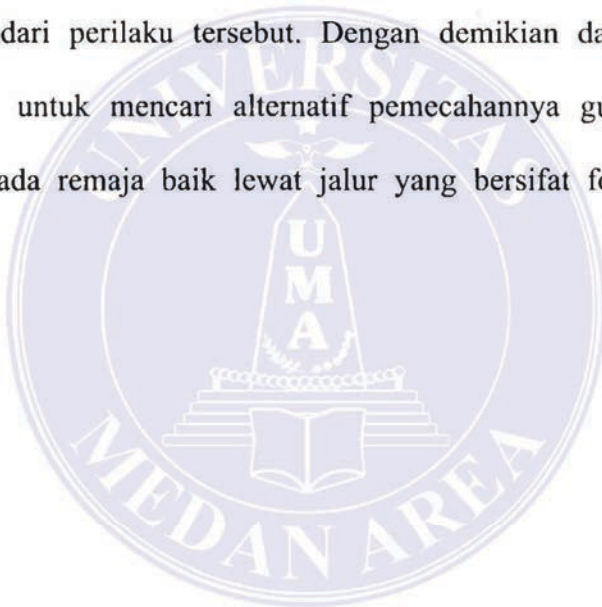 dari perilaku tersebut. Dengan demikian da
untuk mencari alternatif pemecahannya gu
ada remaja baik lewat jalur yang bersifat fo
UNIVERSITAS
UMA
MEDAN AREA